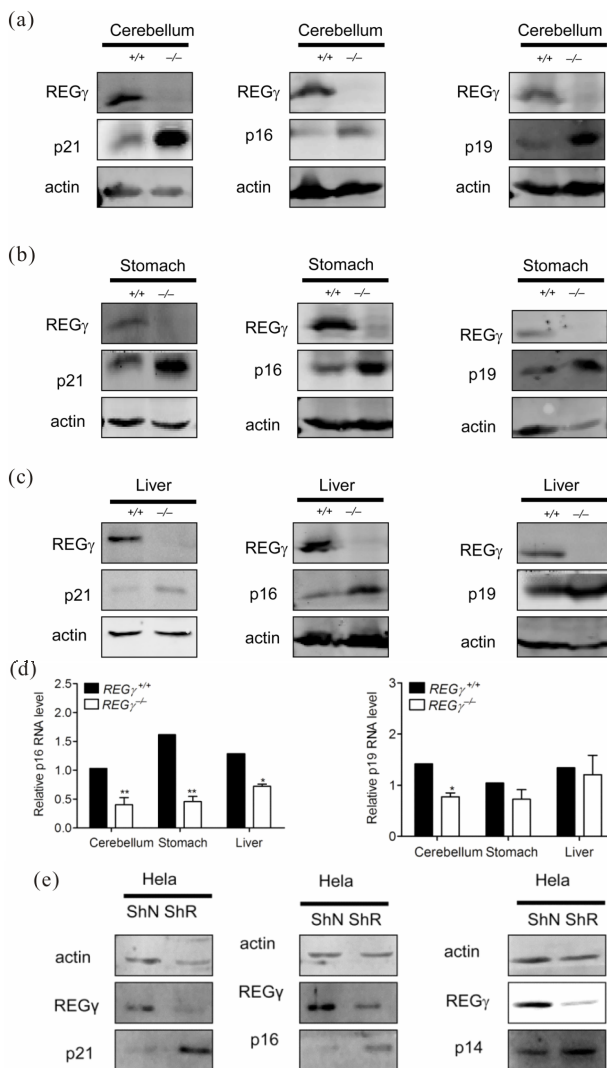 (a)
Cerebellum Cerebellum Cerebellum
+/+ –/– +/+ –/– +/+ –/–
REGγ REGγ REGγ
p21 p16 p19
actin actin actin
(b)
Stomach Stomach Stomach
+/+ –/– +/+ –/– +/+ –/–
REGγ REGγ REGγ
p21 p16 p19
actin actin actin
(c)
Liver Liver Liver
+/+ –/– +/+ –/– +/+ –/–
REGγ REGγ REGγ
p21 p16 p19
actin actin actin
(d)
Relative p16 RNA level
2.5
2.0
1.5
1.0
0.5
0.0
REGγ+/+
REGγ–/–
** ** *
Cerebellum Stomach Liver
Relative p19 RNA level
3
2
1
0
REGγ+/+
REGγ–/–
*
Cerebellum Stomach Liver
(e)
Hela Hela Hela
ShN ShR ShN ShR ShN ShR
actin actin actin
REGγ REGγ REGγ
p21 p16 p14